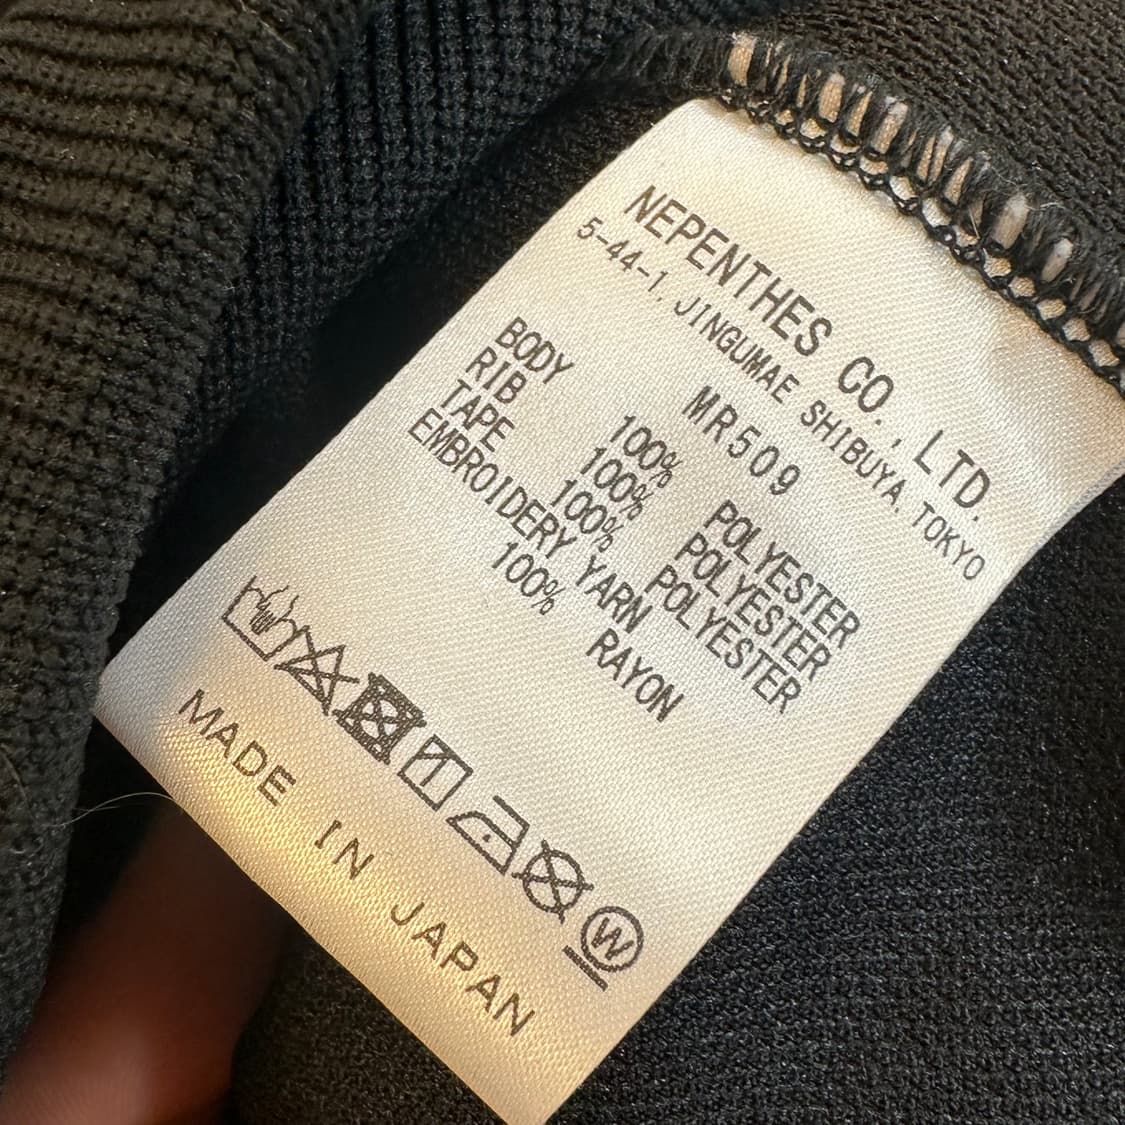 NEPENTHES CO., LTD.
5-44-1, JINGUMAE SHIBUYA, TOKYO
MR509
BODY 100% POLYESTER
RIB 100% POLYESTER
TAPE 100% POLYESTER
EMBROIDERY YARN
100% RAYON
W
MADE IN JAPAN